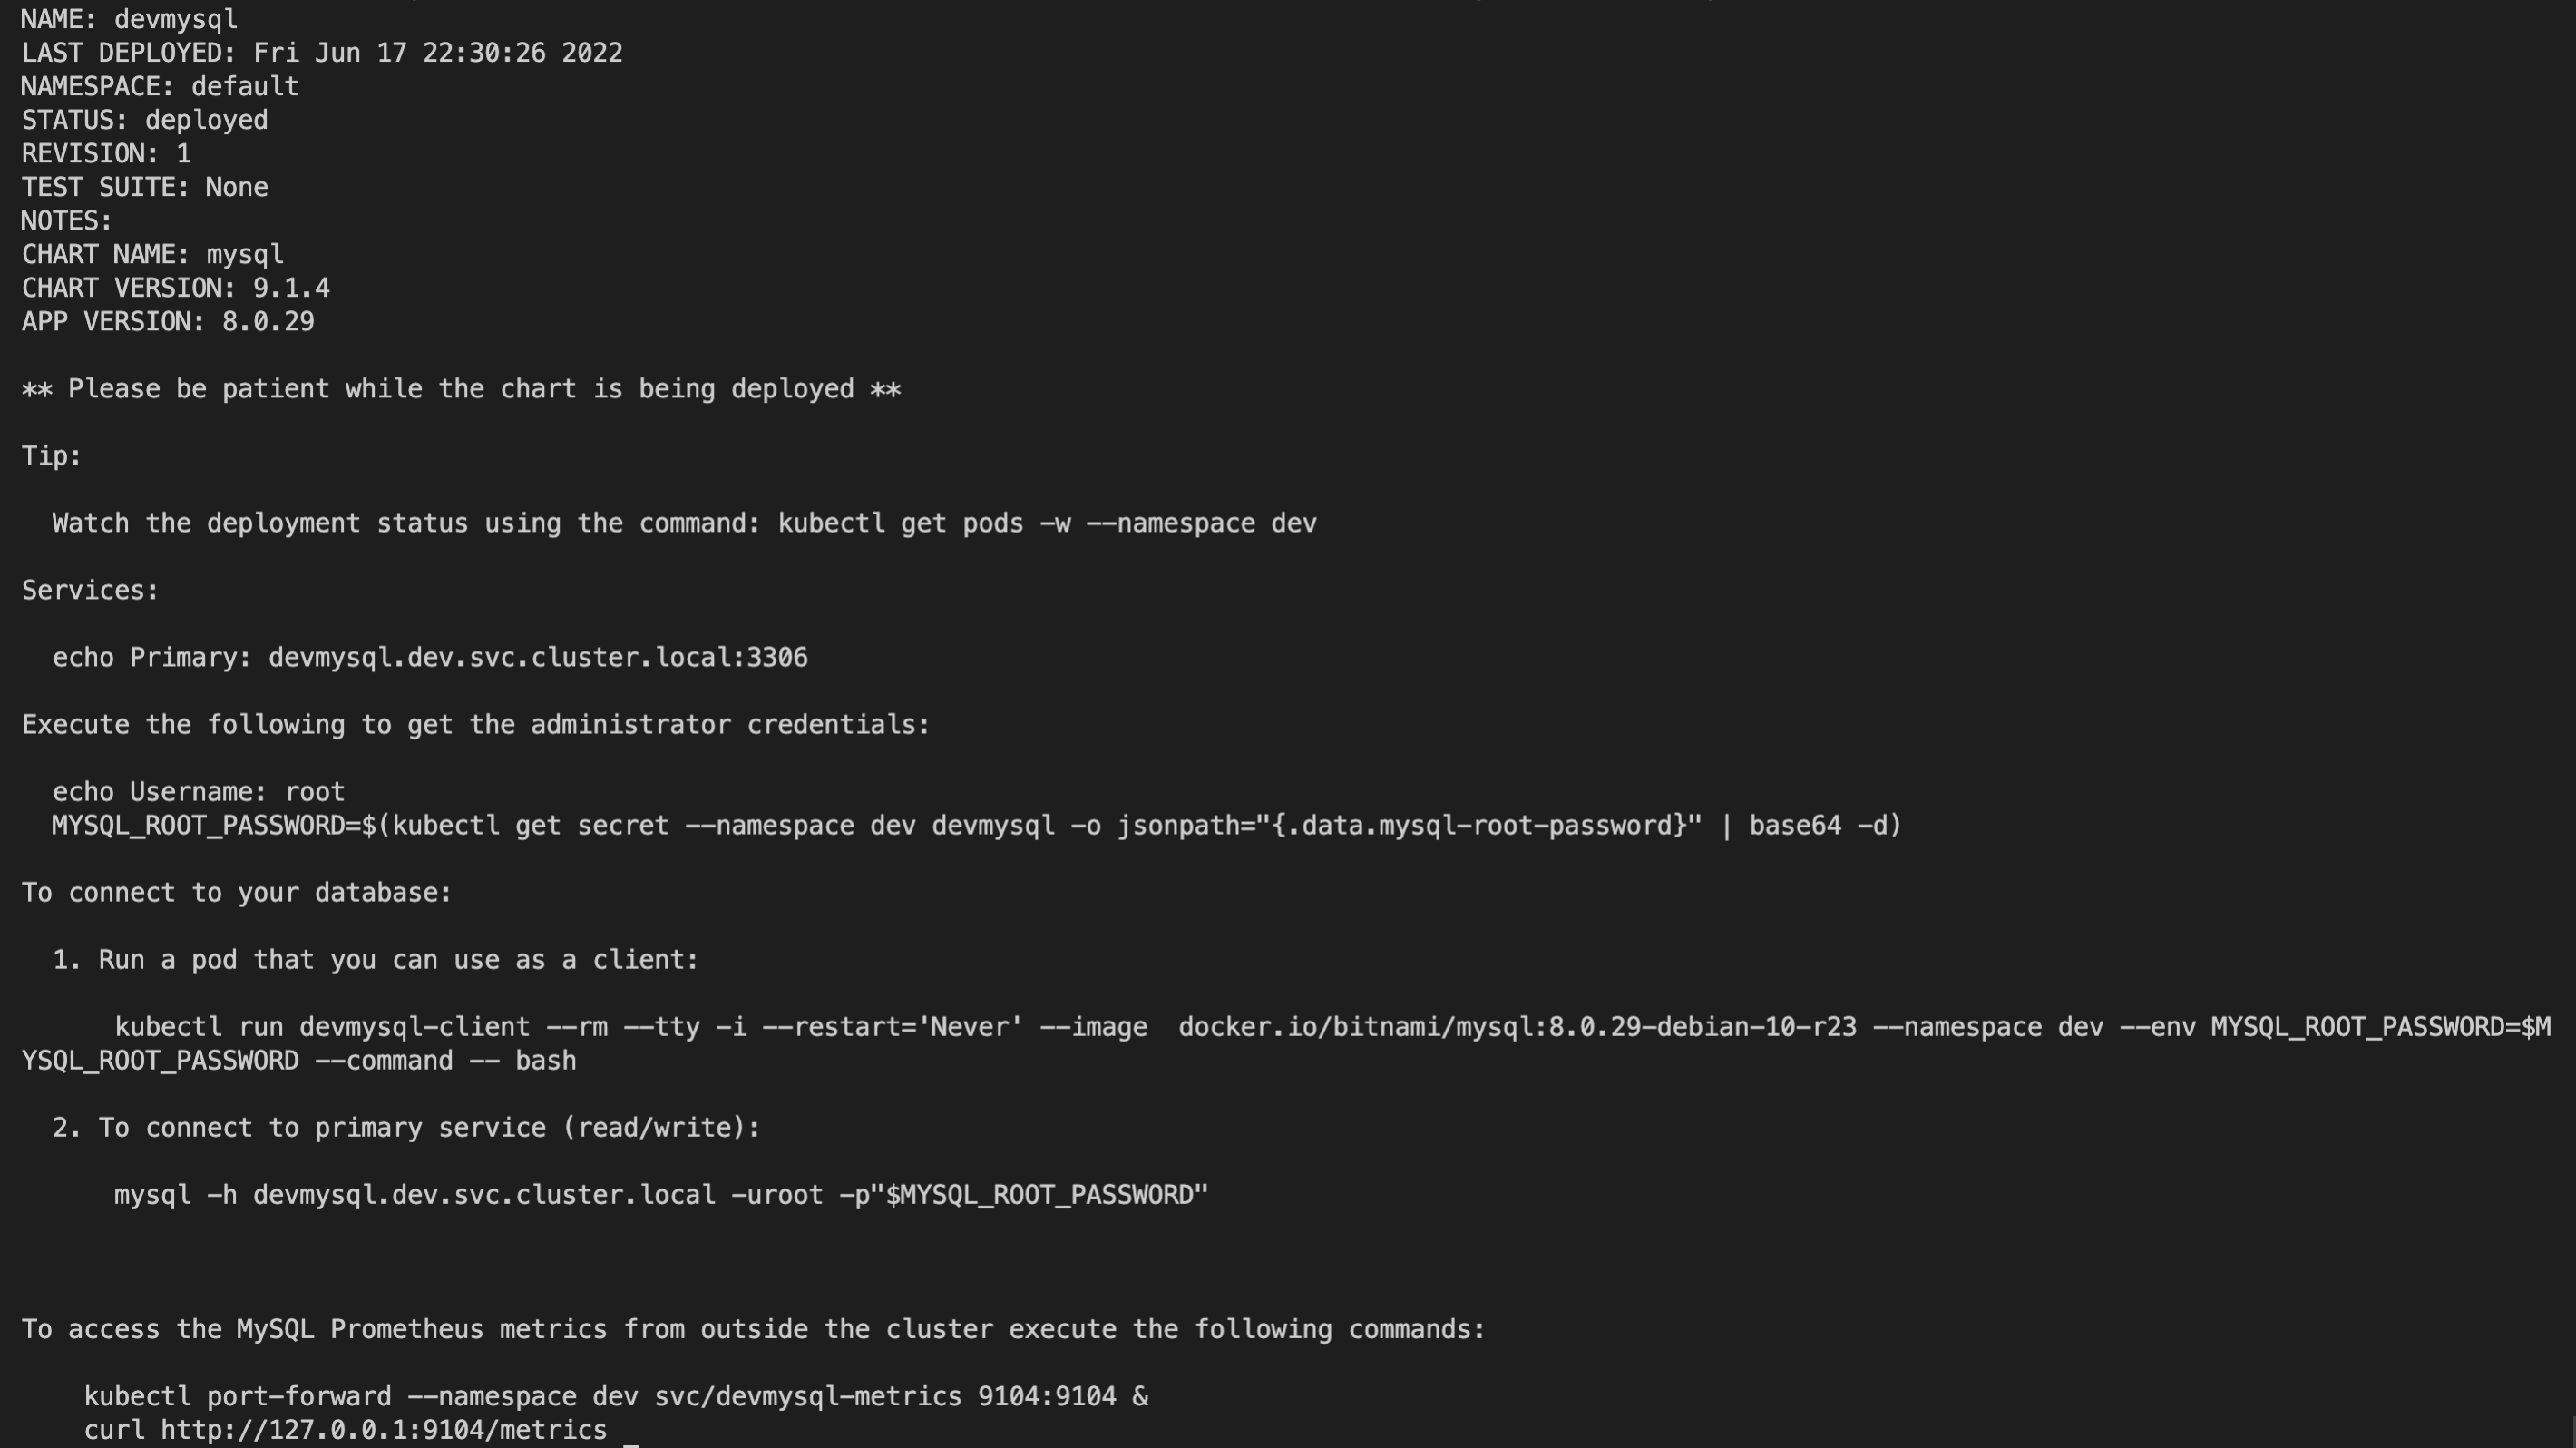 NAME: devmysql
LAST DEPLOYED: Fri Jun 17 22:30:26 2022
NAMESPACE: default
STATUS: deployed
REVISION: 1
TEST SUITE: None
NOTES:
CHART NAME: mysql
CHART VERSION: 9.1.4
APP VERSION: 8.0.29

** Please be patient while the chart is being deployed **

Tip:

  Watch the deployment status using the command: kubectl get pods -w --namespace dev

Services:

  echo Primary: devmysql.dev.svc.cluster.local:3306

Execute the following to get the administrator credentials:

  echo Username: root
  MYSQL_ROOT_PASSWORD=$(kubectl get secret --namespace dev devmysql -o jsonpath="{.data.mysql-root-password}" | base64 -d)

To connect to your database:

  1. Run a pod that you can use as a client:

      kubectl run devmysql-client --rm --tty -i --restart='Never' --image  docker.io/bitnami/mysql:8.0.29-debian-10-r23 --namespace dev --env MYSQL_ROOT_PASSWORD=$M
YSQL_ROOT_PASSWORD --command -- bash

  2. To connect to primary service (read/write):

      mysql -h devmysql.dev.svc.cluster.local -uroot -p"$MYSQL_ROOT_PASSWORD"

To access the MySQL Prometheus metrics from outside the cluster execute the following commands:

    kubectl port-forward --namespace dev svc/devmysql-metrics 9104:9104 &
    curl http://127.0.0.1:9104/metrics